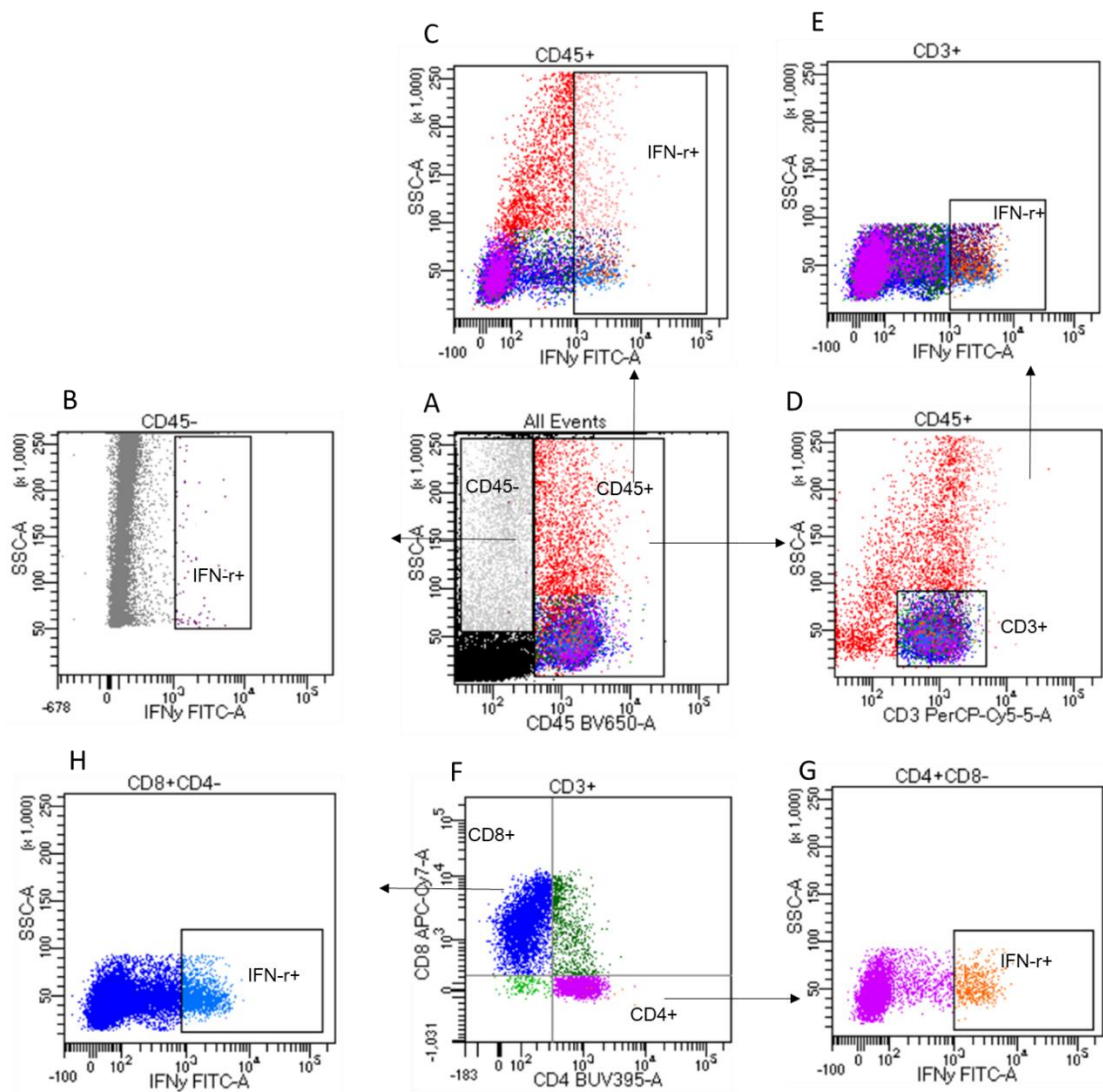 C
CD45+
(x 1,000)
250
200
150
100
50
SSC-A
IFN-r+
-100
0
10²
10³
10⁴
10⁵
IFNy FITC-A
E
CD3+
(x 1,000)
250
200
150
100
50
SSC-A
IFN-r+
-100
0
10²
10³
10⁴
10⁵
IFNy FITC-A
B
CD45-
(x 1,000)
250
200
150
100
50
SSC-A
IFN-r+
-678
0
10³
10⁴
10⁵
IFNy FITC-A
A
All Events
(x 1,000)
250
200
150
100
50
SSC-A
CD45-
CD45+
10²
10³
10⁴
10⁵
CD45 BV650-A
D
CD45+
(x 1,000)
250
200
150
100
50
SSC-A
CD3+
10²
10³
10⁴
10⁵
CD3 PerCP-Cy5-5-A
H
CD8+CD4-
(x 1,000)
250
200
150
100
50
SSC-A
IFN-r+
-100
0
10²
10³
10⁴
10⁵
IFNy FITC-A
F
CD3+
10⁵
10⁴
10³
0
-1,031
CD8 APC-Cy7-A
CD8+
CD4+
-183
0
10²
10³
10⁴
10⁵
CD4 BUV395-A
G
CD4+CD8-
(x 1,000)
250
200
150
100
50
SSC-A
IFN-r+
-100
0
10²
10³
10⁴
10⁵
IFNy FITC-A